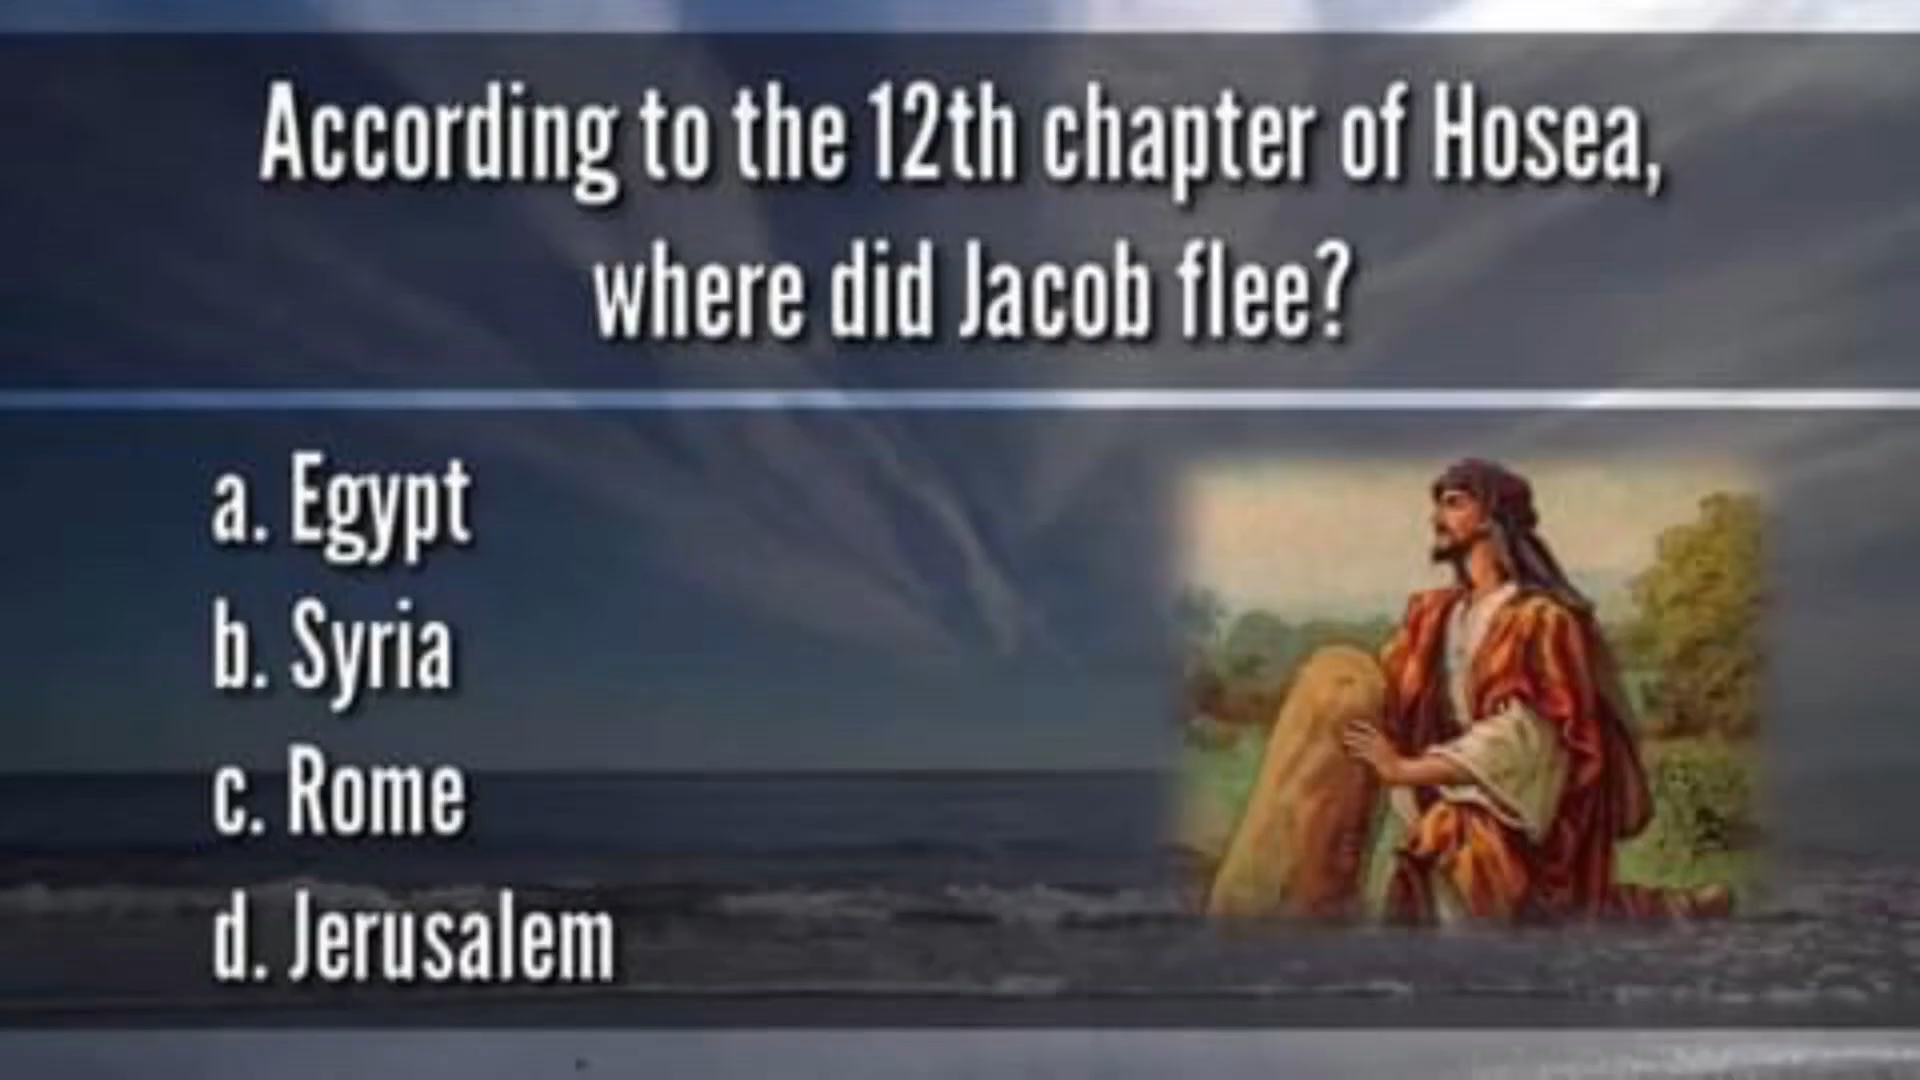 According to the 12th chapter of Hosea,
where did Jacob flee?
a. Egypt
b. Syria
c. Rome
d. Jerusalem